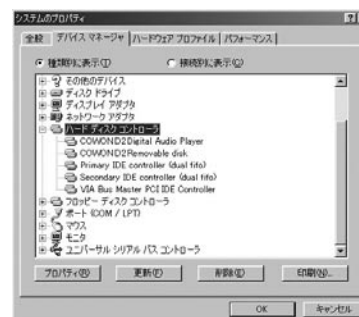 システムのプロパティ
全般
デバイス マネージャ
ハードウェア プロファイル
パフォーマンス
種類別に表示(T)
接続別に表示(C)
その他のデバイス
ディスク ドライブ
ディスプレイ アダプタ
ネットワーク アダプタ
ハード ディスク コントローラ
COWOND2Digital Audio Player
COWOND2Removable disk
Primary IDE controller (dual fifo)
Secondary IDE controller (dual fifo)
VIA Bus Master PCI IDE Controller
フロッピー ディスク コントローラ
ポート (COM / LPT)
マウス
モニタ
ユニバーサル シリアル バス コントローラ
プロパティ(R)
更新(F)
削除(E)
印刷(N)...
OK
キャンセル